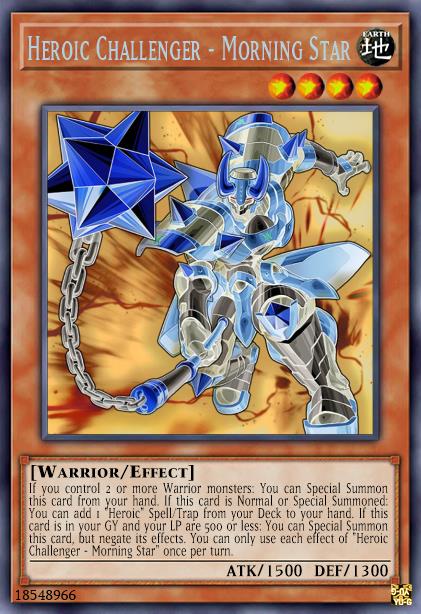 Heroic Challenger - Morning Star
EARTH
地
[Warrior/Effect]
If you control 2 or more Warrior monsters: You can Special Summon
this card from your hand. If this card is Normal or Special Summoned:
You can add 1 "Heroic" Spell/Trap from your Deck to your hand. If this
card is in your GY and your LP are 500 or less: You can Special Summon
this card, but negate its effects. You can only use each effect of "Heroic
Challenger - Morning Star" once per turn.
ATK/1500 DEF/1300
18548966